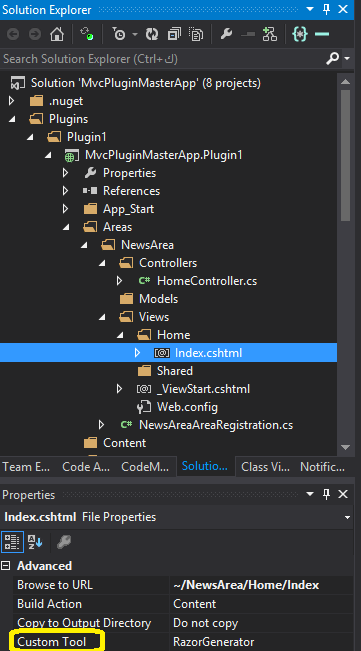 Solution Explorer
Search Solution Explorer (Ctrl+ك)
Solution 'MvcPluginMasterApp' (8 projects)
.nuget
Plugins
Plugin1
MvcPluginMasterApp.Plugin1
Properties
References
App_Start
Areas
NewsArea
Controllers
C# HomeController.cs
Models
Views
Home
[@] Index.cshtml
Shared
[@] _ViewStart.cshtml
Web.config
C# NewsAreaAreaRegistration.cs
Content
Team E... Code A... CodeM... Solutio... Class Vi... Notific...
Properties
Index.cshtml File Properties
Advanced
Browse to URL ~/NewsArea/Home/Index
Build Action Content
Copy to Output Directory Do not copy
Custom Tool RazorGenerator